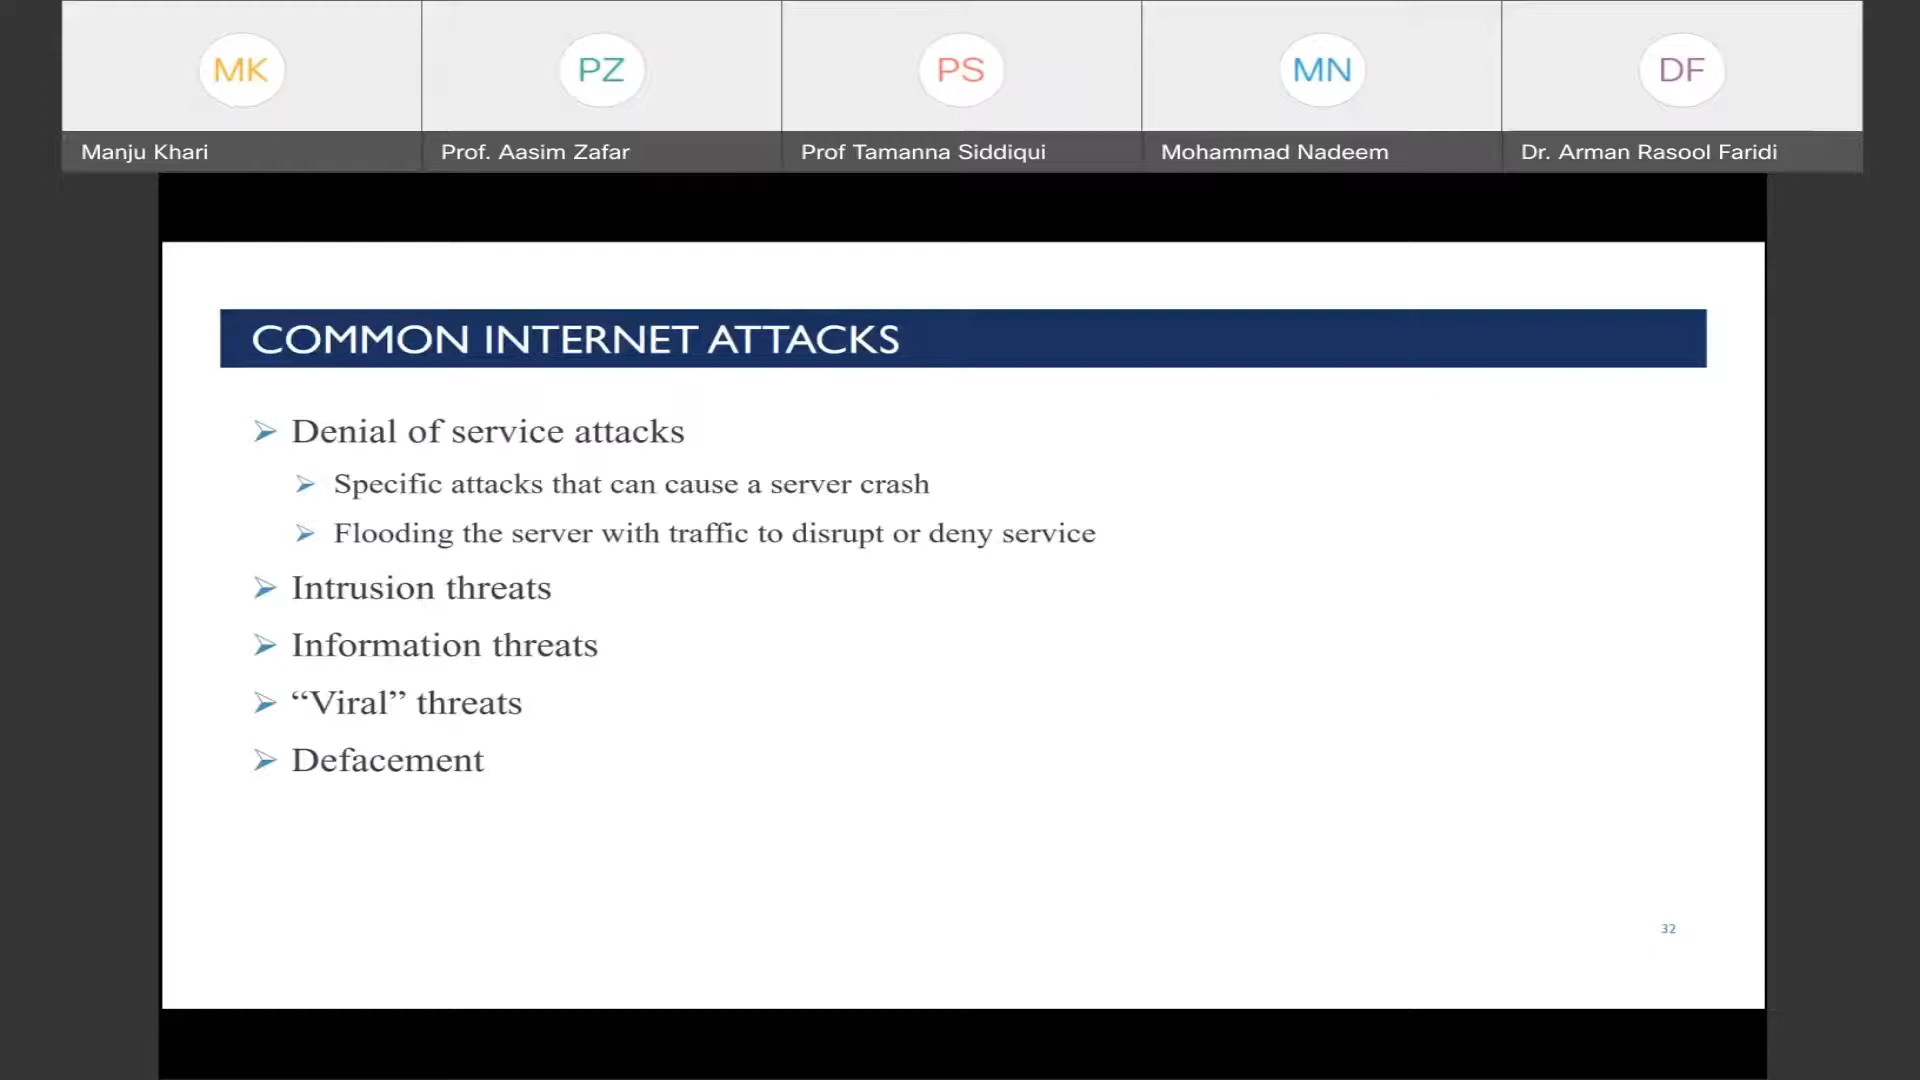 MK
PZ
PS
MN
DF
Manju Khari
Prof. Aasim Zafar
Prof Tamanna Siddiqui
Mohammad Nadeem
Dr. Arman Rasool Faridi
COMMON INTERNET ATTACKS
Denial of service attacks
Specific attacks that can cause a server crash
Flooding the server with traffic to disrupt or deny service
Intrusion threats
Information threats
“Viral” threats
Defacement
32